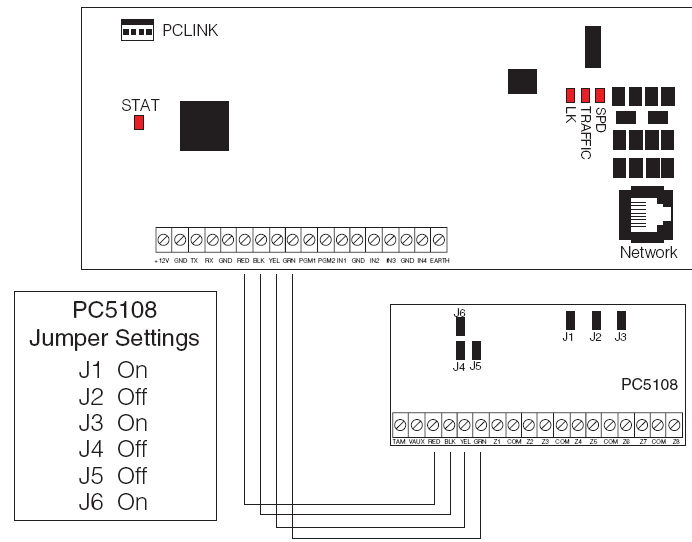 PCLINK
STAT
LK
TRAFFIC
SPD
Network
+12V GND TX RX GND RED BLK YEL GRN PGM1 PGM2 IN1 GND IN2 IN3 GND IN4 EARTH
PC5108
Jumper Settings
J1 On
J2 Off
J3 On
J4 Off
J5 Off
J6 On
J6
J4 J5
J1 J2 J3
PC5108
TAM VAUX RED BLK YEL GRN Z1 COM Z2 Z3 COM Z4 Z5 COM Z6 Z7 COM Z8